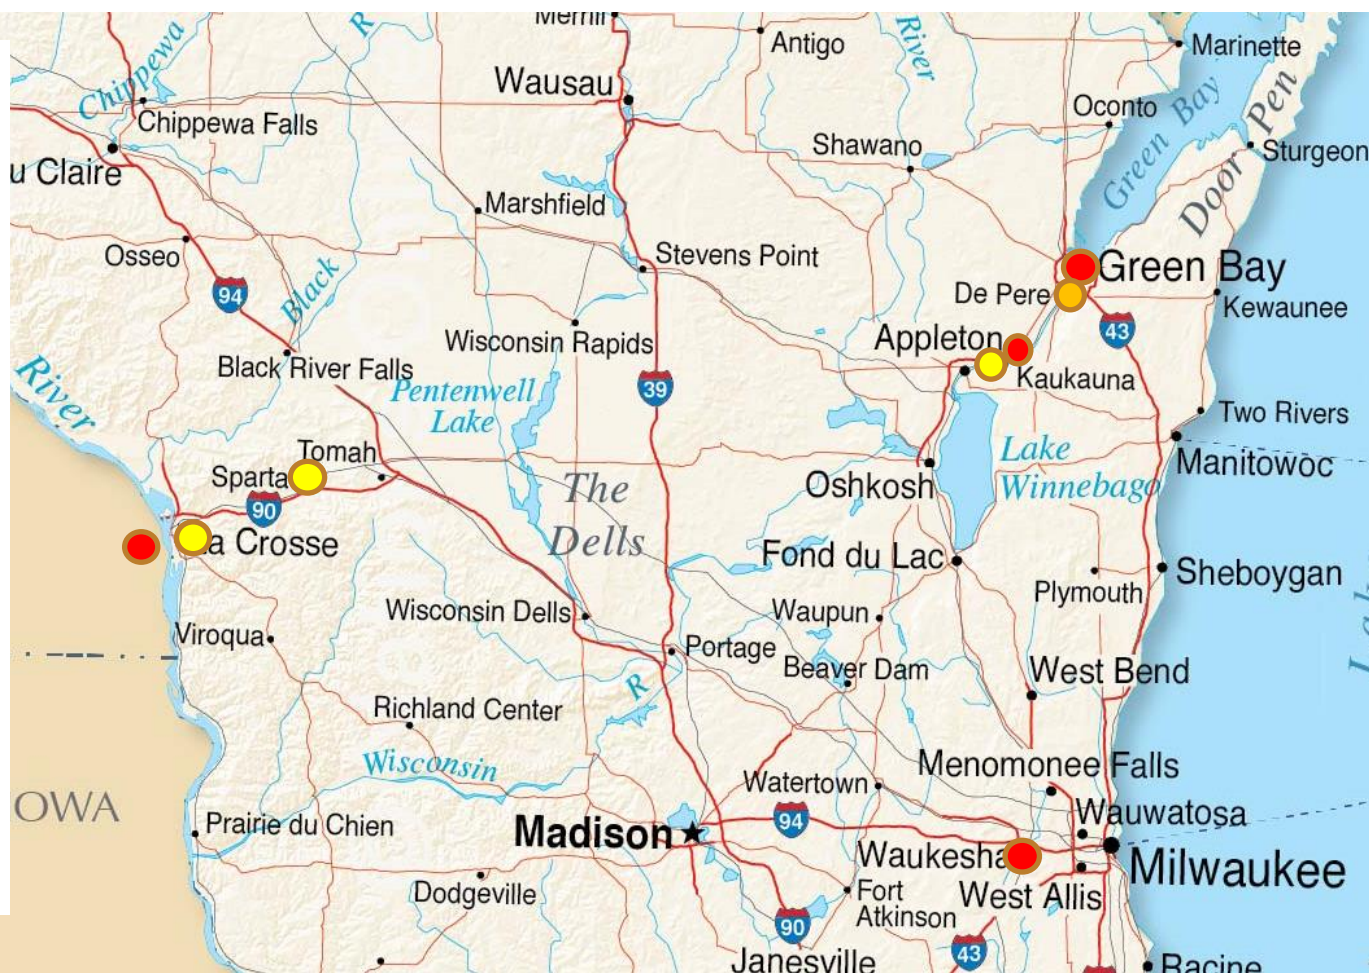 Merrill
R
River
Antigo
Marinette
Wausau
Chippewa
Chippewa Falls
Oconto
Green Bay
Door Pen
Shawano
Sturgeon
u Claire
Marshfield
Osseo
Stevens Point
Green Bay
94
Black
De Pere
Kewaunee
43
Appleton
Wisconsin Rapids
Black River Falls
Kaukauna
River
Pentenwell
Lake
39
Two Rivers
Tomah
Sparta
Lake
Winnebago
Manitowoc
Oshkosh
The
Dells
90
a Crosse
Fond du Lac
Sheboygan
Plymouth
Wisconsin Dells
Waupun
Viroqua
Portage
Beaver Dam
West Bend
R
Richland Center
Wisconsin
Watertown
Menomonee Falls
OWA
Prairie du Chien
Madison
94
Wauwatosa
Waukesha
Milwaukee
West Allis
Dodgeville
Fort
Atkinson
90
43
Janesville
Racine